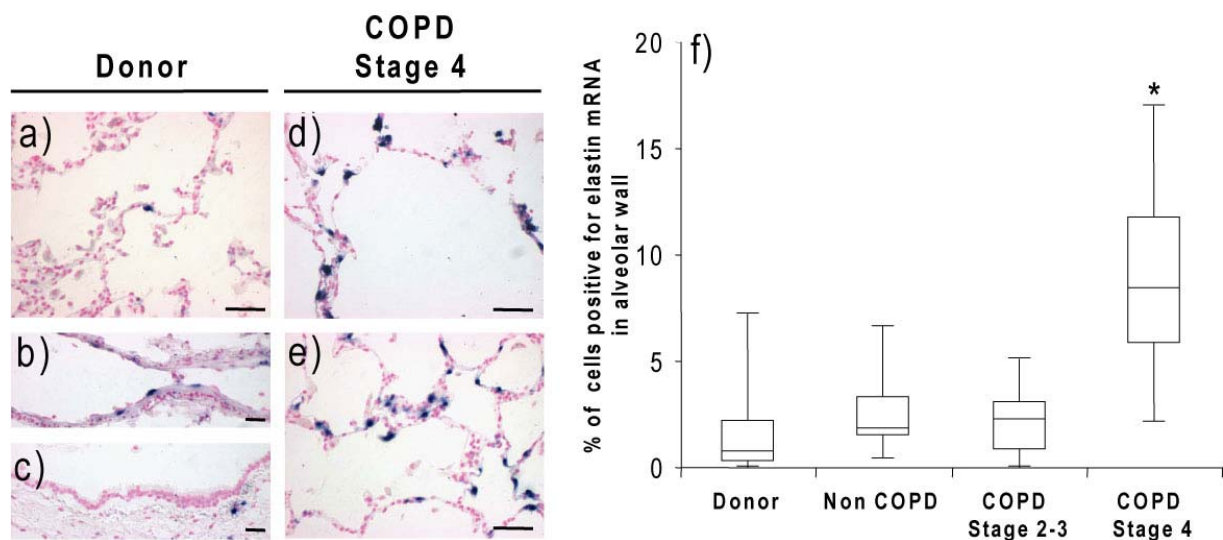 Donor
COPD
Stage 4
a)
b)
c)
d)
e)
f)
% of cells positive for elastin mRNA
in alveolar wall
20
15
10
5
0
*
Donor
Non COPD
COPD
Stage 2-3
COPD
Stage 4